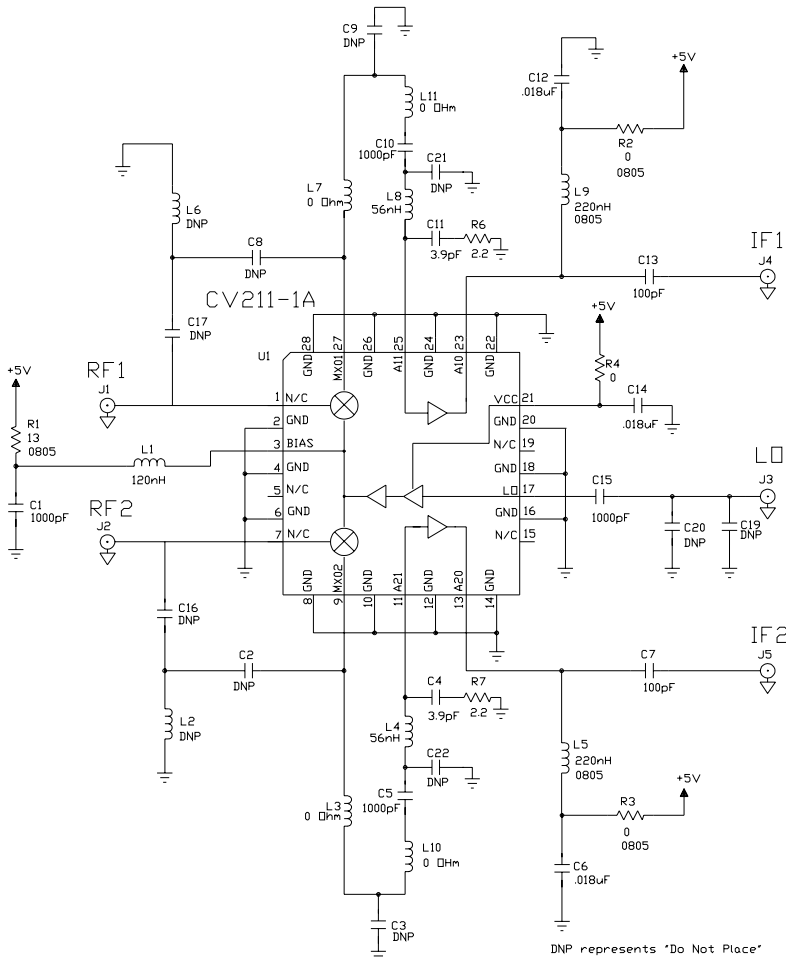 C9
DNP
L11
0 OHm
C10
1000pF
C21
DNP
C12
.018uF
+5V
R2
0
0805
L9
220nH
0805
L6
DNP
L7
0 Ohm
L8
56nH
C11
3.9pF
R6
2.2
C8
DNP
C13
100pF
IF1
J4
CV211-1A
C17
DNP
+5V
R4
0
C14
.018uF
U1
GND 28
MXO1 27
GND 26
A1I 25
GND 24
A1O 23
GND 22
RF1
J1
+5V
R1
13
0805
L1
120nH
C1
1000pF
RF2
J2
1 N/C
2 GND
3 BIAS
4 GND
5 N/C
6 GND
7 N/C
VCC 21
GND 20
N/C 19
GND 18
LO 17
GND 16
N/C 15
C15
1000pF
LO
J3
C20
DNP
C19
DNP
8 GND
9 MXO2
10 GND
11 A2I
12 GND
13 A2O
14 GND
C16
DNP
C2
DNP
L2
DNP
C4
3.9pF
R7
2.2
L4
56nH
C22
DNP
C5
1000pF
L3
0 Ohm
L10
0 OHm
C3
DNP
C7
100pF
IF2
J5
L5
220nH
0805
+5V
R3
0
0805
C6
.018uF
DNP represents "Do Not Place"